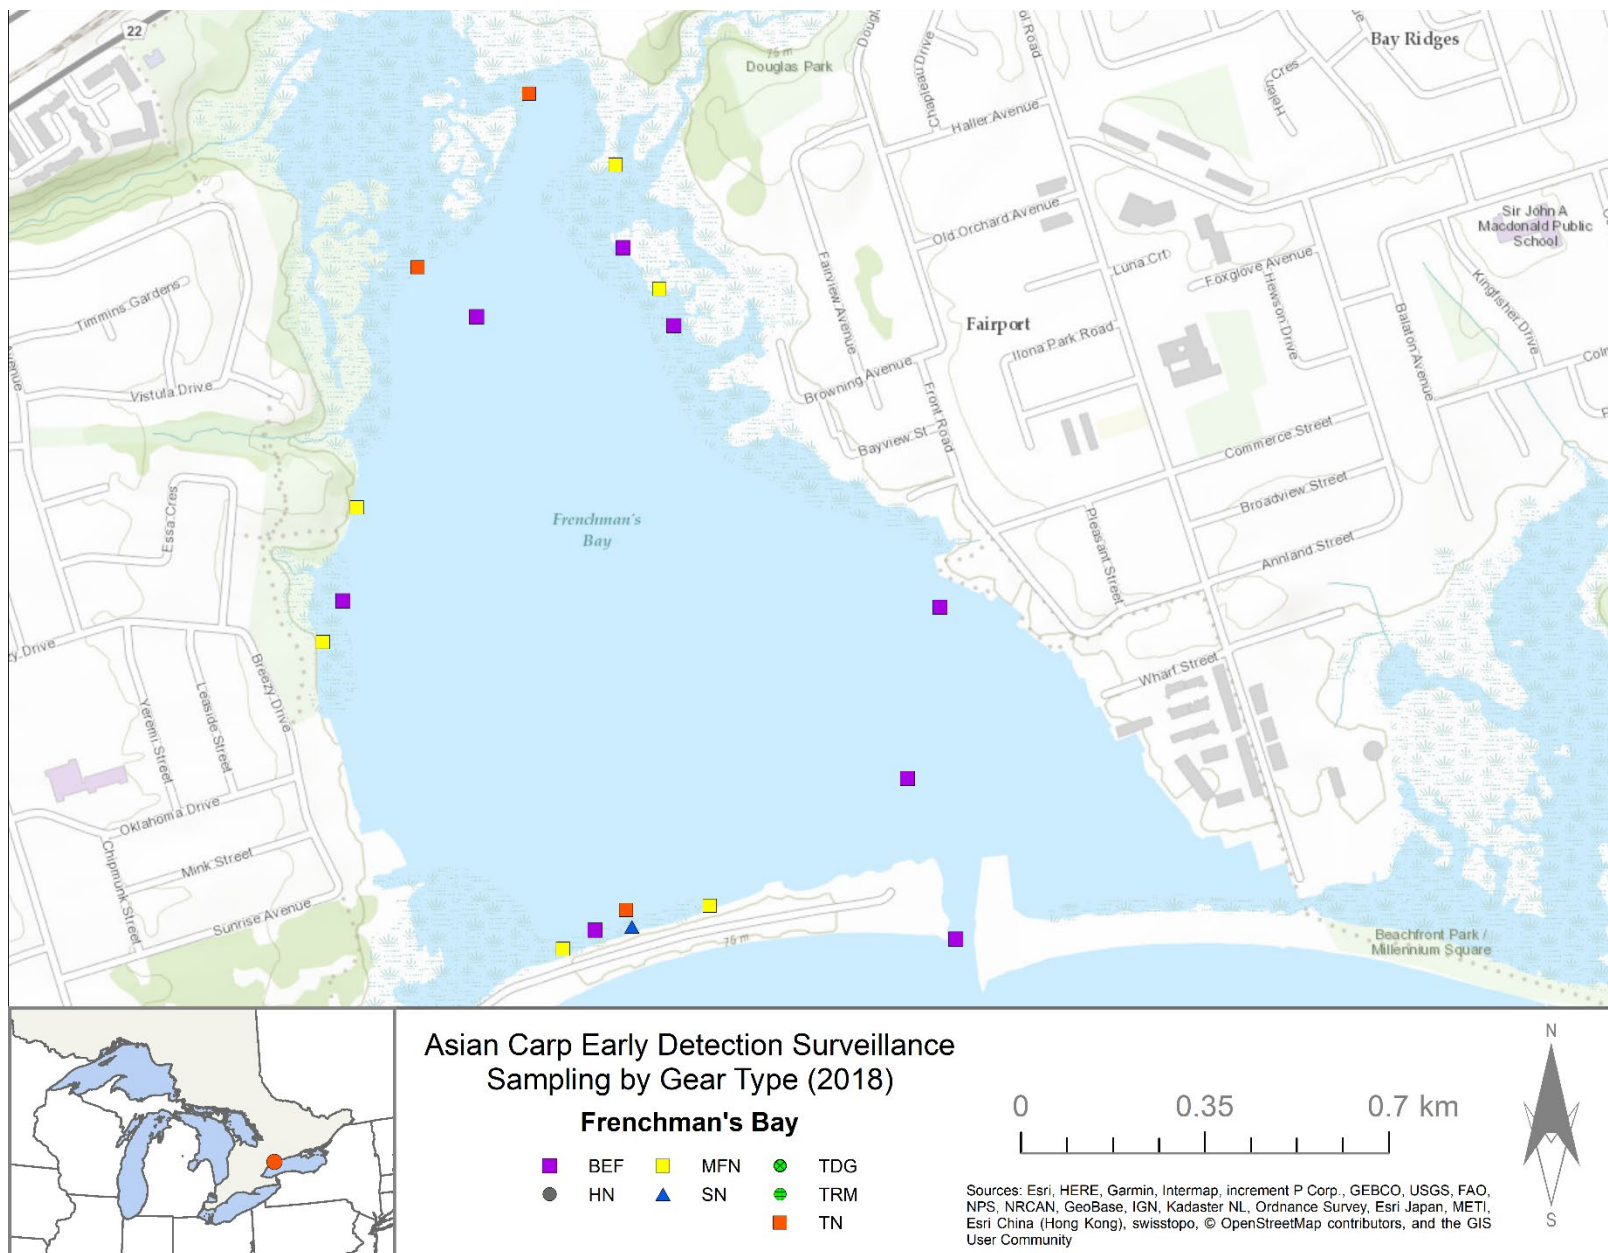 22
75 m
Douglas Park
Chaplean Drive
Haller Avenue
Bay Ridges
Helen
Cres
Old Orchard Avenue
Sir John A
Macdonald Public
School
Luna Crt
Foxglove Avenue
Hewson Drive
Kingfisher Drive
Balaton Avenue
Fairview Avenue
Fairport
Ilona Park Road
Timmins Gardens
Vistula Drive
Browning Avenue
Front Road
Bayview St
Commerce Street
Broadview Street
Annland Street
Pleasant Street
Essa Cres
Frenchman's
Bay
Wharf Street
Breezy Drive
Leaside Street
Yeremi Street
Oklahoma Drive
Mink Street
Chipmunk Street
Sunrise Avenue
75 m
Beachfront Park /
Millennium Square
Asian Carp Early Detection Surveillance
Sampling by Gear Type (2018)
Frenchman's Bay
BEF MFN TDG
HN SN TRM
TN
0 0.35 0.7 km
N
S
Sources: Esri, HERE, Garmin, Intermap, increment P Corp., GEBCO, USGS, FAO,
NPS, NRCAN, GeoBase, IGN, Kadaster NL, Ordnance Survey, Esri Japan, METI,
Esri China (Hong Kong), swisstopo, © OpenStreetMap contributors, and the GIS
User Community